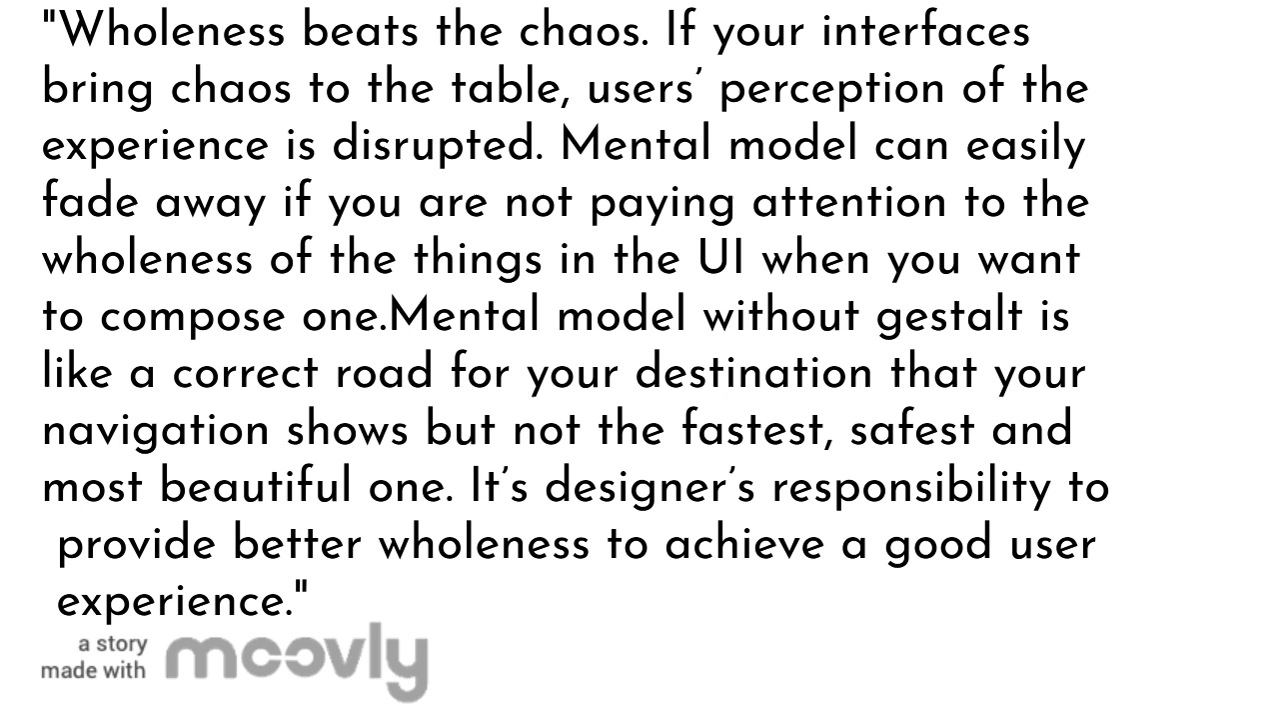 "Wholeness beats the chaos. If your interfaces
bring chaos to the table, users’ perception of the
experience is disrupted. Mental model can easily
fade away if you are not paying attention to the
wholeness of the things in the UI when you want
to compose one.Mental model without gestalt is
like a correct road for your destination that your
navigation shows but not the fastest, safest and
most beautiful one. It’s designer’s responsibility to
provide better wholeness to achieve a good user
experience."
a story
made with
moovly